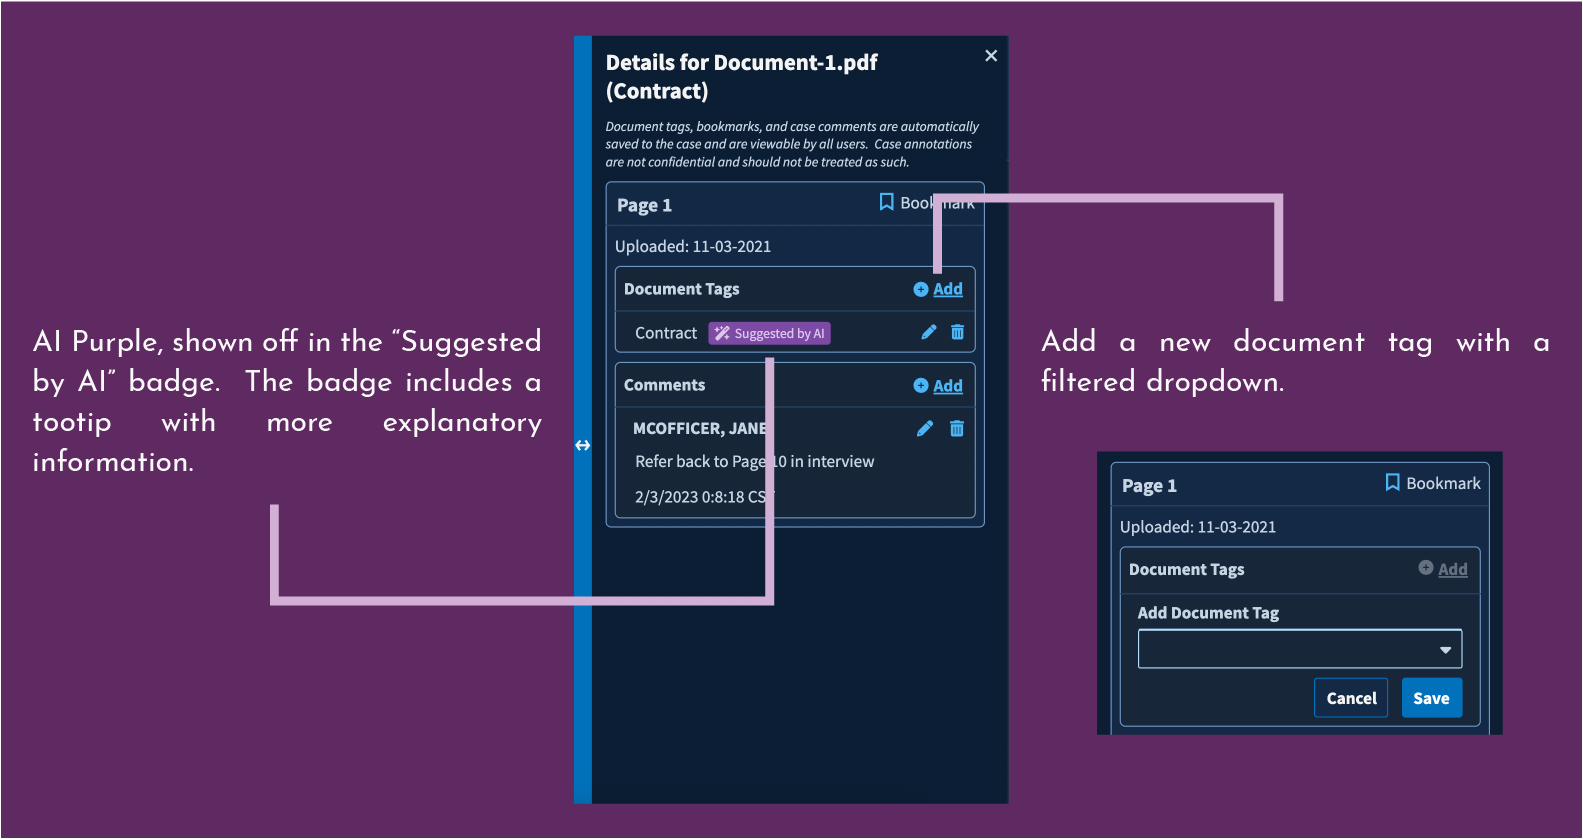 Details for Document-1.pdf
(Contract)
Document tags, bookmarks, and case comments are automatically
saved to the case and are viewable by all users.  Case annotations
are not confidential and should not be treated as such.
Page 1
Bookmark
Uploaded: 11-03-2021
Document Tags
Add
Contract
Suggested by AI
Comments
Add
MCOFFICER, JANE
Refer back to Page 10 in interview
2/3/2023 0:8:18 CST
AI Purple, shown off in the “Suggested
by AI” badge.  The badge includes a
tootip with more explanatory
information.
Add a new document tag with a
filtered dropdown.
Page 1
Bookmark
Uploaded: 11-03-2021
Document Tags
Add
Add Document Tag
Cancel
Save